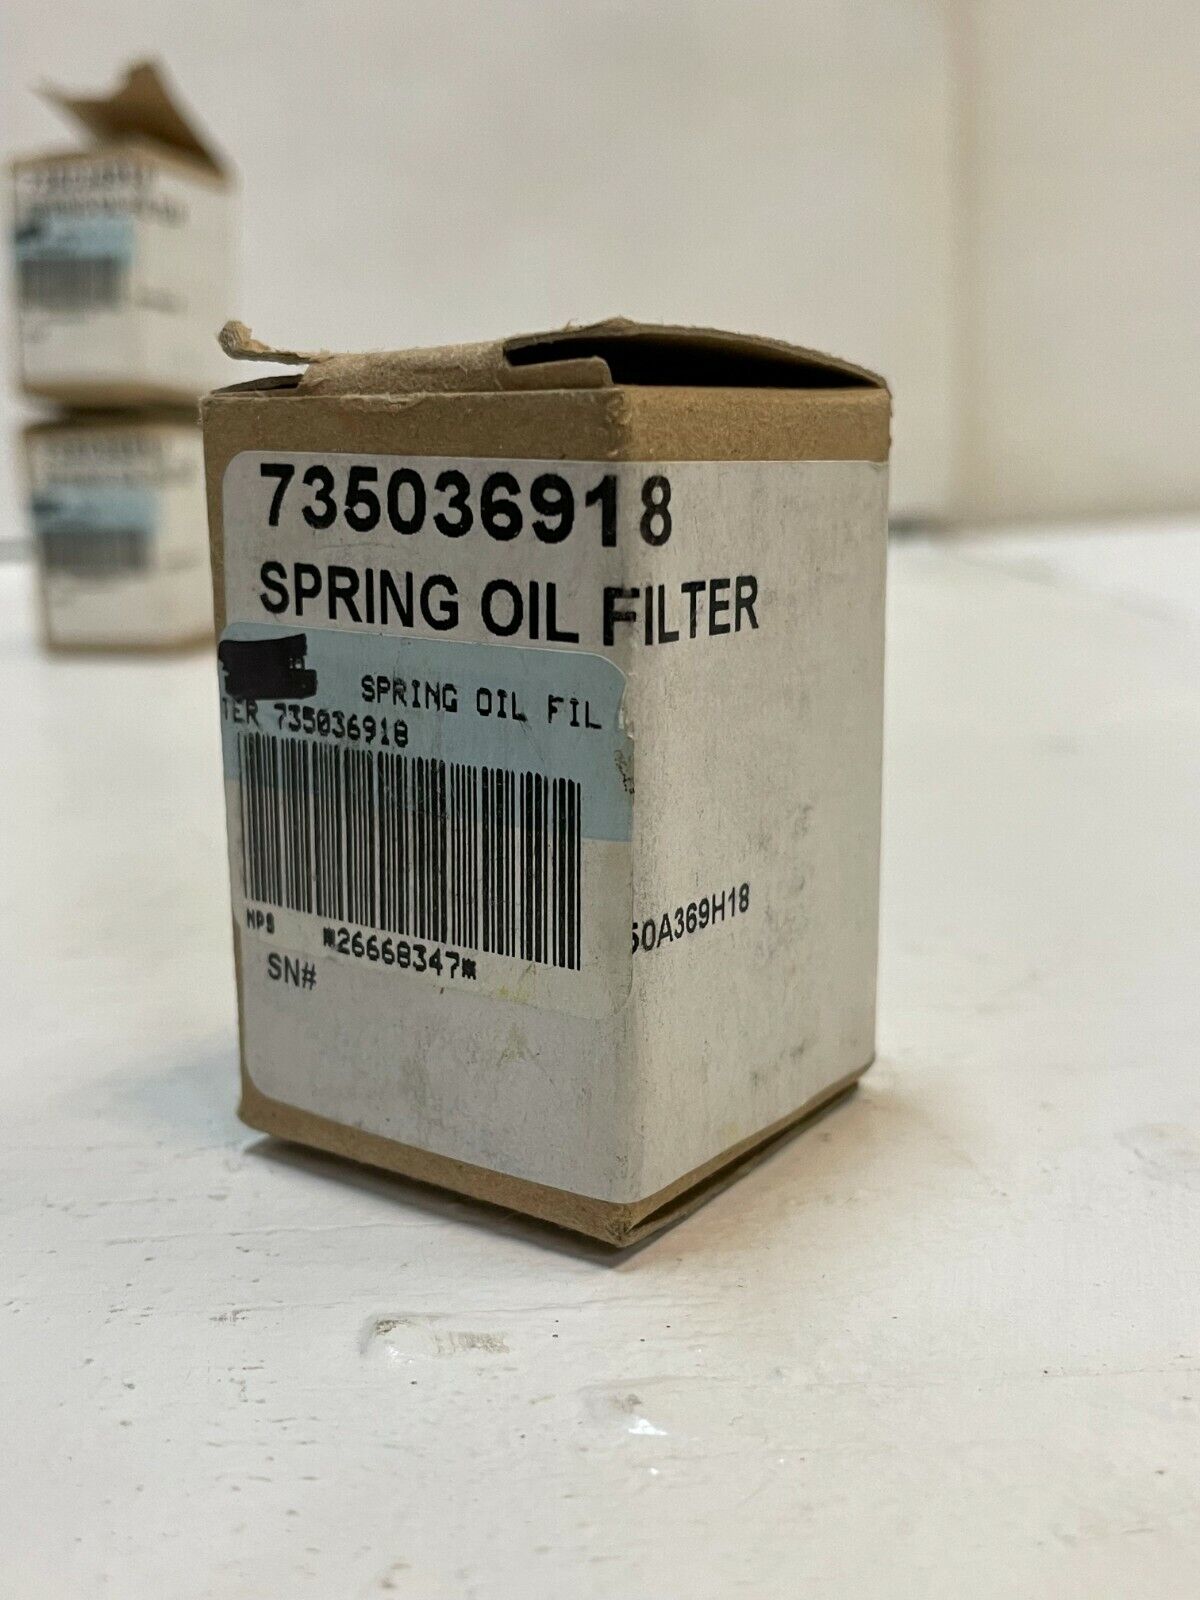 735036918
SPRING OIL FILTER
SPRING OIL FIL
TER 735036918
MPS
*26668347*
50A369H18
SN#